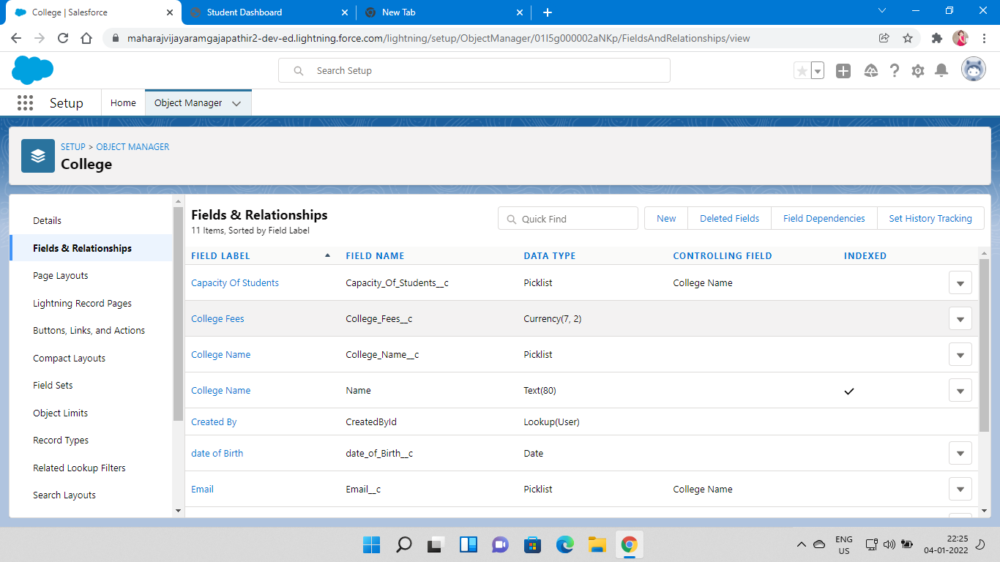 College | Salesforce
Student Dashboard
New Tab
maharajvijayaramgajapathir2-dev-ed.lightning.force.com/lightning/setup/ObjectManager/01I5g000002aNKp/FieldsAndRelationships/view
Search Setup
Setup
Home
Object Manager
SETUP > OBJECT MANAGER
College
Details
Fields & Relationships
Page Layouts
Lightning Record Pages
Buttons, Links, and Actions
Compact Layouts
Field Sets
Object Limits
Record Types
Related Lookup Filters
Search Layouts
Fields & Relationships
11 Items, Sorted by Field Label
Quick Find
New
Deleted Fields
Field Dependencies
Set History Tracking
FIELD LABEL FIELD NAME DATA TYPE CONTROLLING FIELD INDEXED
Capacity Of Students Capacity_Of_Students__c Picklist College Name
College Fees College_Fees__c Currency(7, 2)
College Name College_Name__c Picklist
College Name Name Text(80)
Created By CreatedById Lookup(User)
date of Birth date_of_Birth__c Date
Email Email__c Picklist College Name
ENG
US
22:25
04-01-2022